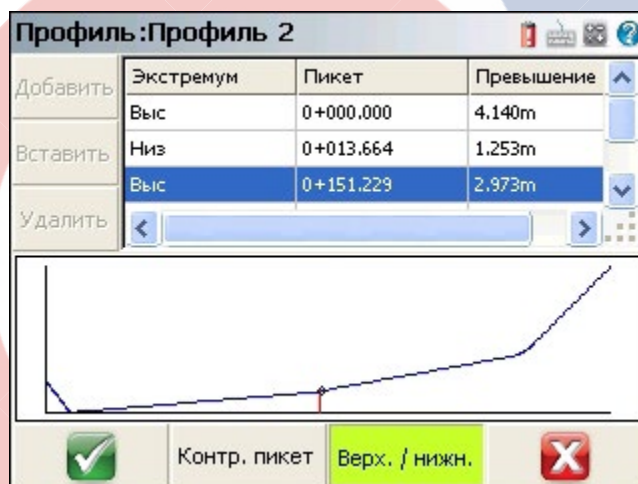 Профиль:Профиль 2
Добавить
Вставить
Удалить
Экстремум Пикет Превышение
Выс 0+000.000 4.140m
Низ 0+013.664 1.253m
Выс 0+151.229 2.973m
Контр. пикет Верх. / нижн.